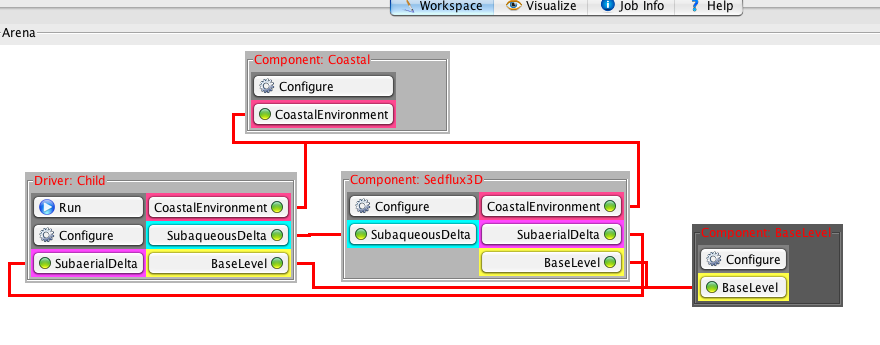 Workspace Visualize Job Info Help
Arena
Component: Coastal
Configure
CoastalEnvironment
Driver: Child
Run CoastalEnvironment
Configure SubaqueousDelta
SubaerialDelta BaseLevel
Component: Sedflux3D
Configure CoastalEnvironment
SubaqueousDelta SubaerialDelta
BaseLevel
Component: BaseLevel
Configure
BaseLevel